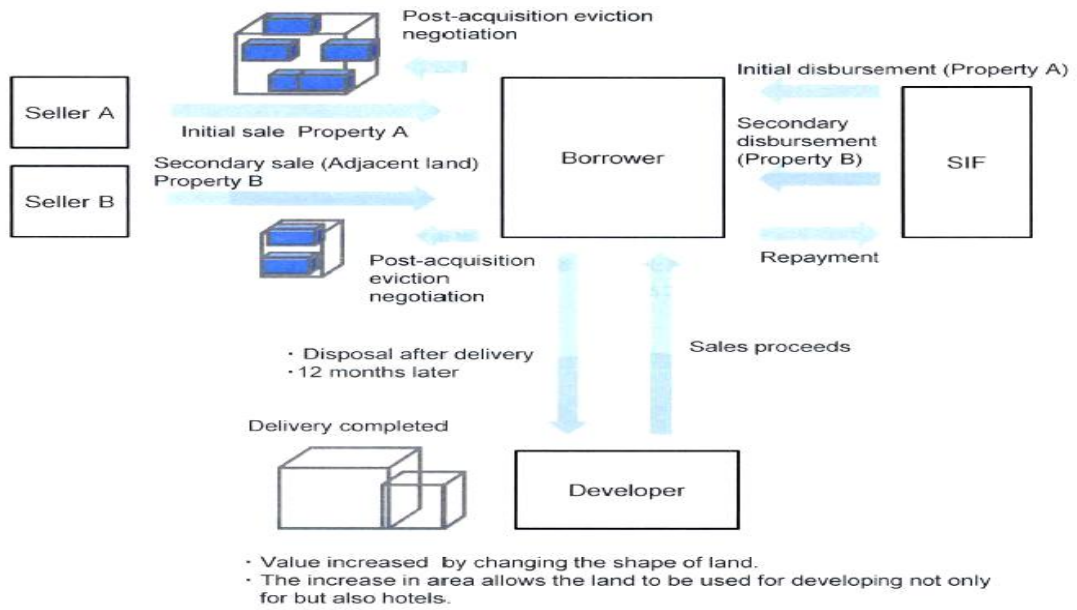 Post-acquisition eviction
negotiation
Initial disbursement (Property A)
Seller A
Initial sale Property A
Secondary
disbursement
(Property B)
Borrower
SIF
Secondary sale (Adjacent land)
Property B
Seller B
Repayment
Post-acquisition
eviction
negotiation
· Disposal after delivery
· 12 months later
Sales proceeds
Delivery completed
Developer
· Value increased by changing the shape of land.
· The increase in area allows the land to be used for developing not only
for but also hotels.